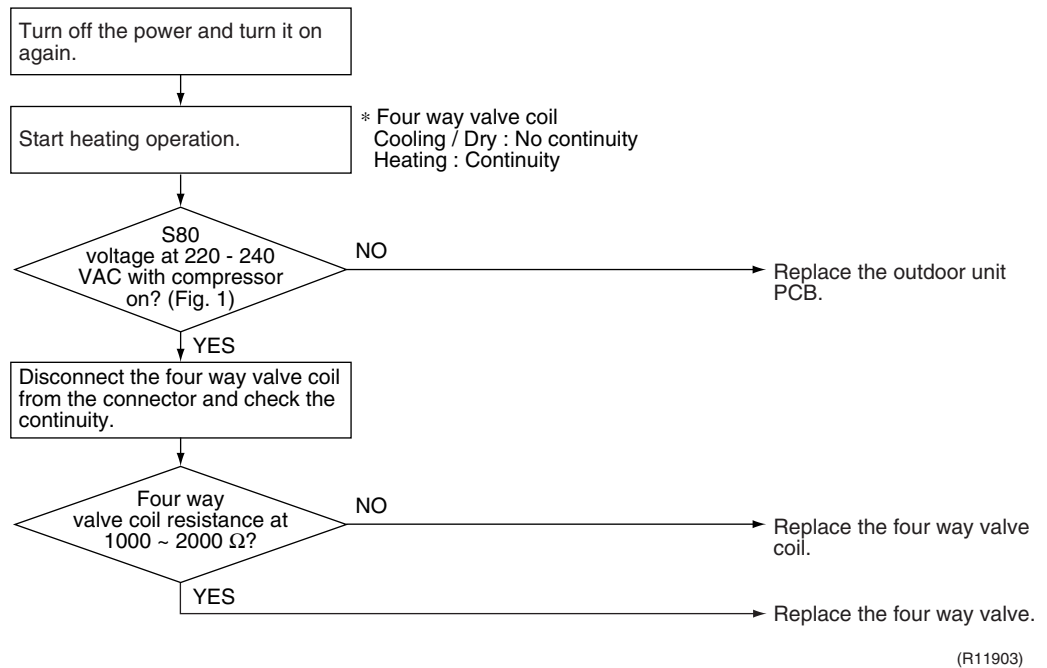 Turn off the power and turn it on
again.
Start heating operation.
* Four way valve coil
Cooling / Dry : No continuity
Heating : Continuity
S80
voltage at 220 - 240
VAC with compressor
on? (Fig. 1)
NO
Replace the outdoor unit
PCB.
YES
Disconnect the four way valve coil
from the connector and check the
continuity.
Four way
valve coil resistance at
1000 ~ 2000 Ω?
NO
Replace the four way valve
coil.
YES
Replace the four way valve.
(R11903)